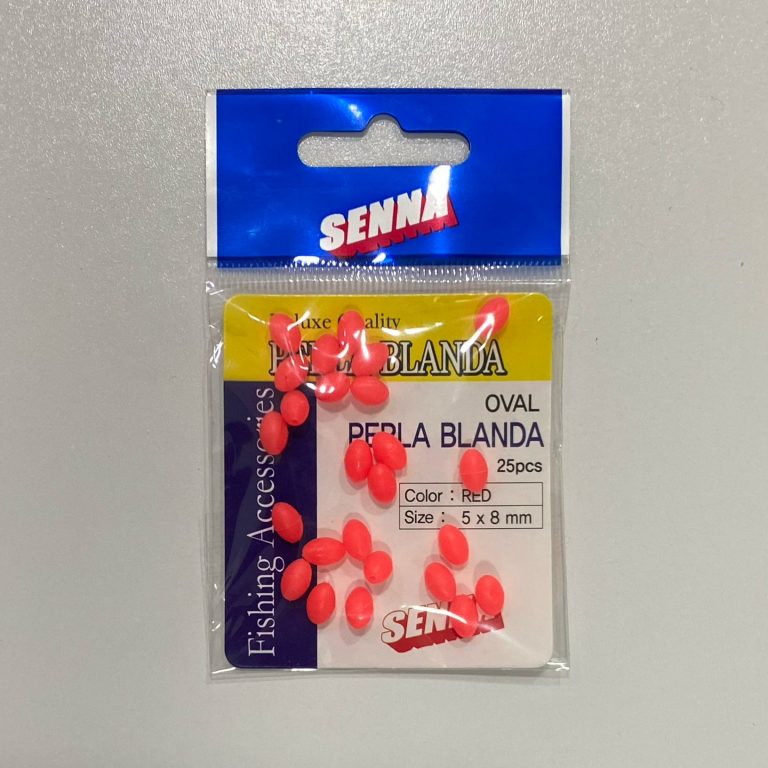 SENNA
Deluxe Quality
PERLA BLANDA
OVAL
PERLA BLANDA
25pcs
Color : RED
Size : 5 x 8 mm
Fishing Accessories
SENNA